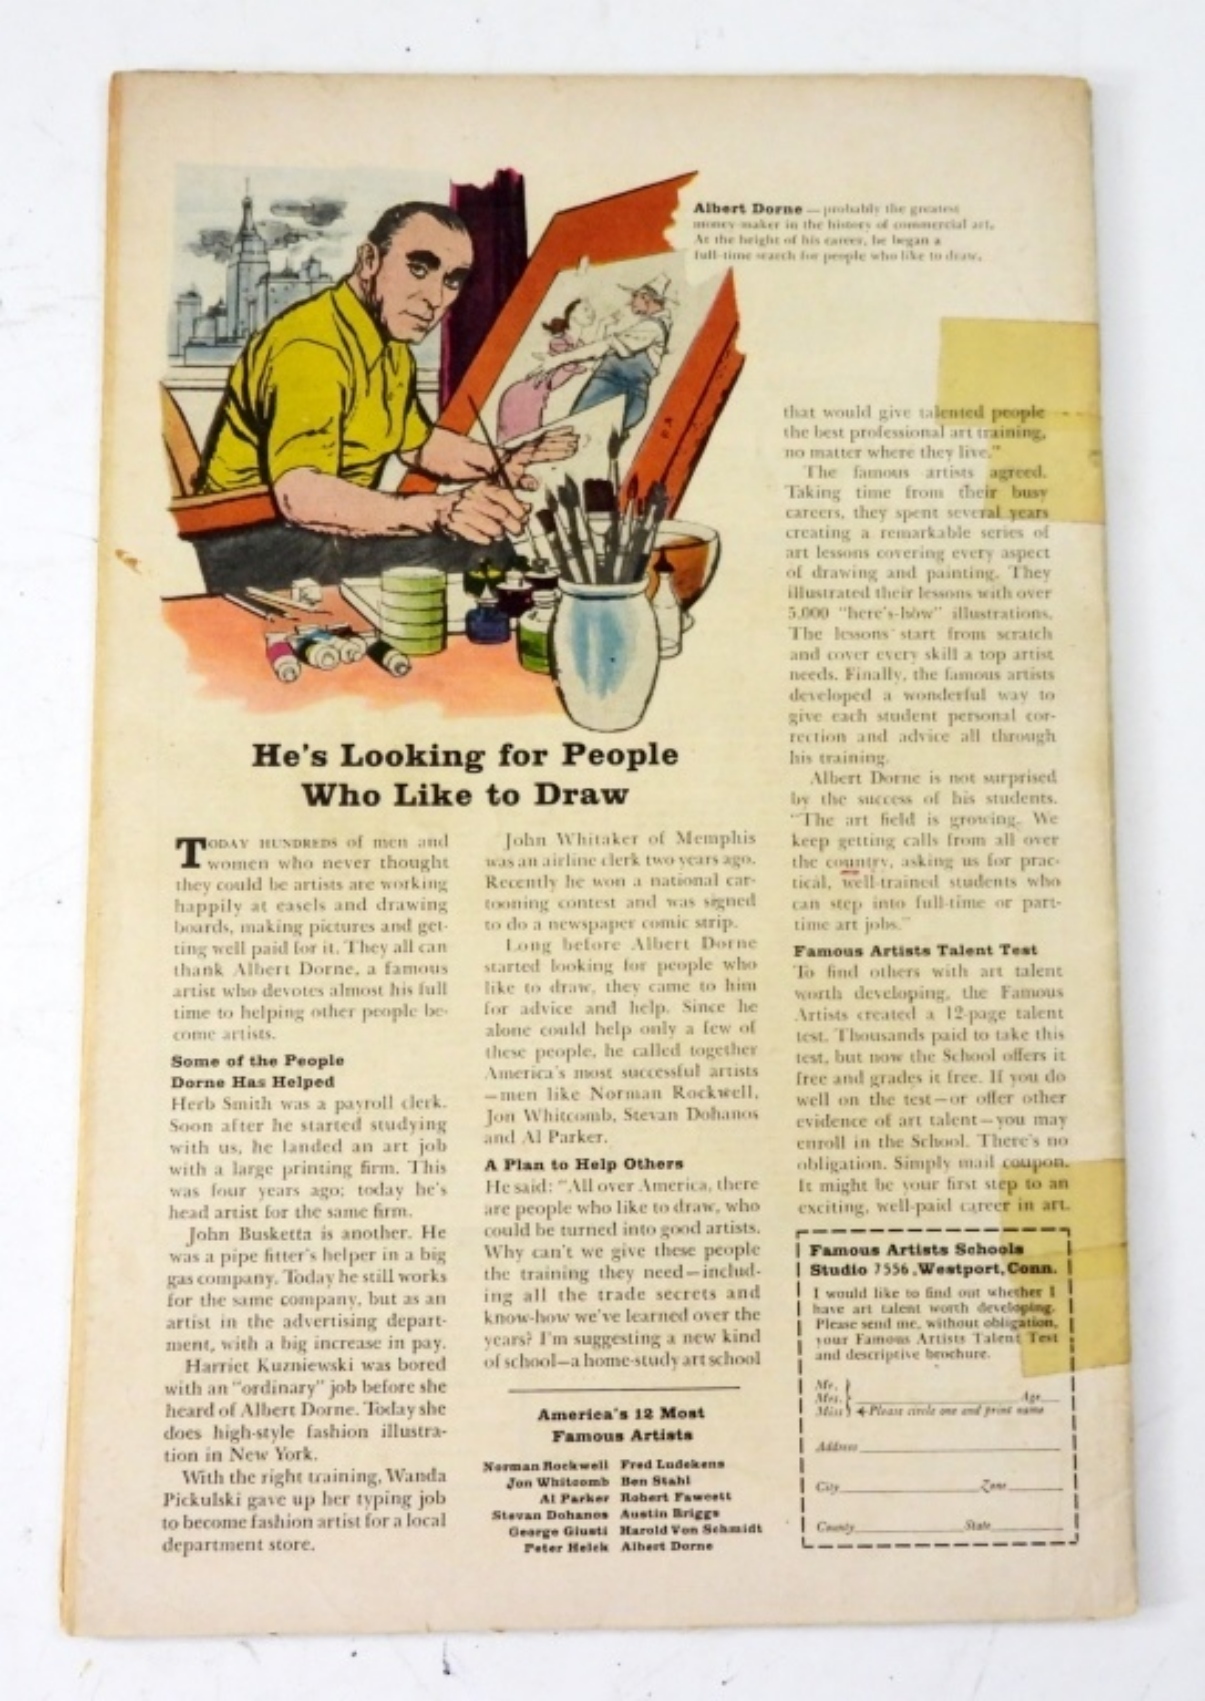 Albert Dorne — probably the greatest
money-maker in the history of commercial art.
At the height of his career, he began a
full-time search for people who like to draw.
He's Looking for People
Who Like to Draw
TODAY HUNDREDS of men and
women who never thought
they could be artists are working
happily at easels and drawing
boards, making pictures and get-
ting well paid for it. They all can
thank Albert Dorne, a famous
artist who devotes almost his full
time to helping other people be-
come artists.
Some of the People
Dorne Has Helped
Herb Smith was a payroll clerk.
Soon after he started studying
with us, he landed an art job
with a large printing firm. This
was four years ago; today he's
head artist for the same firm.
John Busketta is another. He
was a pipe fitter's helper in a big
gas company. Today he still works
for the same company, but as an
artist in the advertising depart-
ment, with a big increase in pay.
Harriet Kuzniewski was bored
with an "ordinary" job before she
heard of Albert Dorne. Today she
does high-style fashion illustra-
tion in New York.
With the right training, Wanda
Pickulski gave up her typing job
to become fashion artist for a local
department store.
John Whitaker of Memphis
was an airline clerk two years ago.
Recently he won a national car-
tooning contest and was signed
to do a newspaper comic strip.
Long before Albert Dorne
started looking for people who
like to draw, they came to him
for advice and help. Since he
alone could help only a few of
these people, he called together
America's most successful artists
—men like Norman Rockwell,
Jon Whitcomb, Stevan Dohanos
and Al Parker.
A Plan to Help Others
He said: "All over America, there
are people who like to draw, who
could be turned into good artists.
Why can't we give these people
the training they need—includ-
ing all the trade secrets and
know-how we've learned over the
years? I'm suggesting a new kind
of school—a home-study art school
that would give talented people
the best professional art training,
no matter where they live."
The famous artists agreed.
Taking time from their busy
careers, they spent several years
creating a remarkable series of
art lessons covering every aspect
of drawing and painting. They
illustrated their lessons with over
5,000 "here's-how" illustrations.
The lessons start from scratch
and cover every skill a top artist
needs. Finally, the famous artists
developed a wonderful way to
give each student personal cor-
rection and advice all through
his training.
Albert Dorne is not surprised
by the success of his students.
"The art field is growing. We
keep getting calls from all over
the country, asking us for prac-
tical, well-trained students who
can step into full-time or part-
time art jobs."
Famous Artists Talent Test
To find others with art talent
worth developing, the Famous
Artists created a 12-page talent
test. Thousands paid to take this
test, but now the School offers it
free and grades it free. If you do
well on the test—or offer other
evidence of art talent—you may
enroll in the School. There's no
obligation. Simply mail coupon.
It might be your first step to an
exciting, well-paid career in art.
America's 12 Most
Famous Artists
Norman Rockwell Fred Ludekens
Jon Whitcomb Ben Stahl
Al Parker Robert Fawcett
Stevan Dohanos Austin Briggs
George Giusti Harold Von Schmidt
Peter Helck Albert Dorne
Famous Artists Schools
Studio 7556, Westport, Conn.
I would like to find out whether I
have art talent worth developing.
Please send me, without obligation,
your Famous Artists Talent Test
and descriptive brochure.
Mr.
Mrs. Age
Miss Please circle one and print name
Address
City Zone
County State